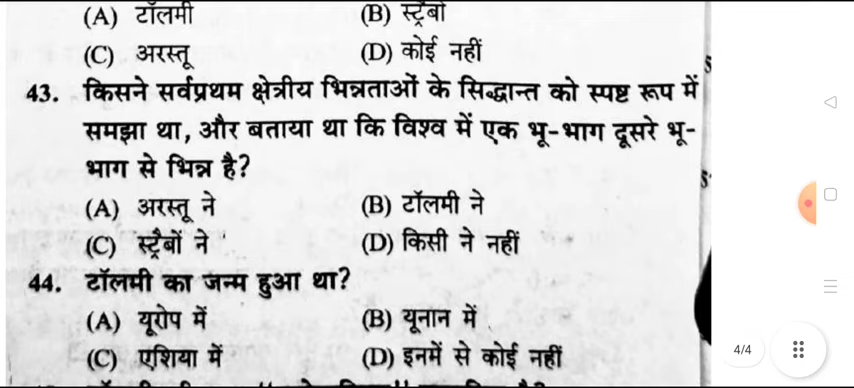 (A) टॉलमी (B) स्ट्रैबो
(C) अरस्तू (D) कोई नहीं
43. किसने सर्वप्रथम क्षेत्रीय भिन्नताओं के सिद्धान्त को स्पष्ट रूप में
समझा था, और बताया था कि विश्व में एक भू-भाग दूसरे भू-
भाग से भिन्न है?
(A) अरस्तू ने (B) टॉलमी ने
(C) स्ट्रैबों ने (D) किसी ने नहीं
44. टॉलमी का जन्म हुआ था?
(A) यूरोप में (B) यूनान में
(C) एशिया में (D) इनमें से कोई नहीं
4/4